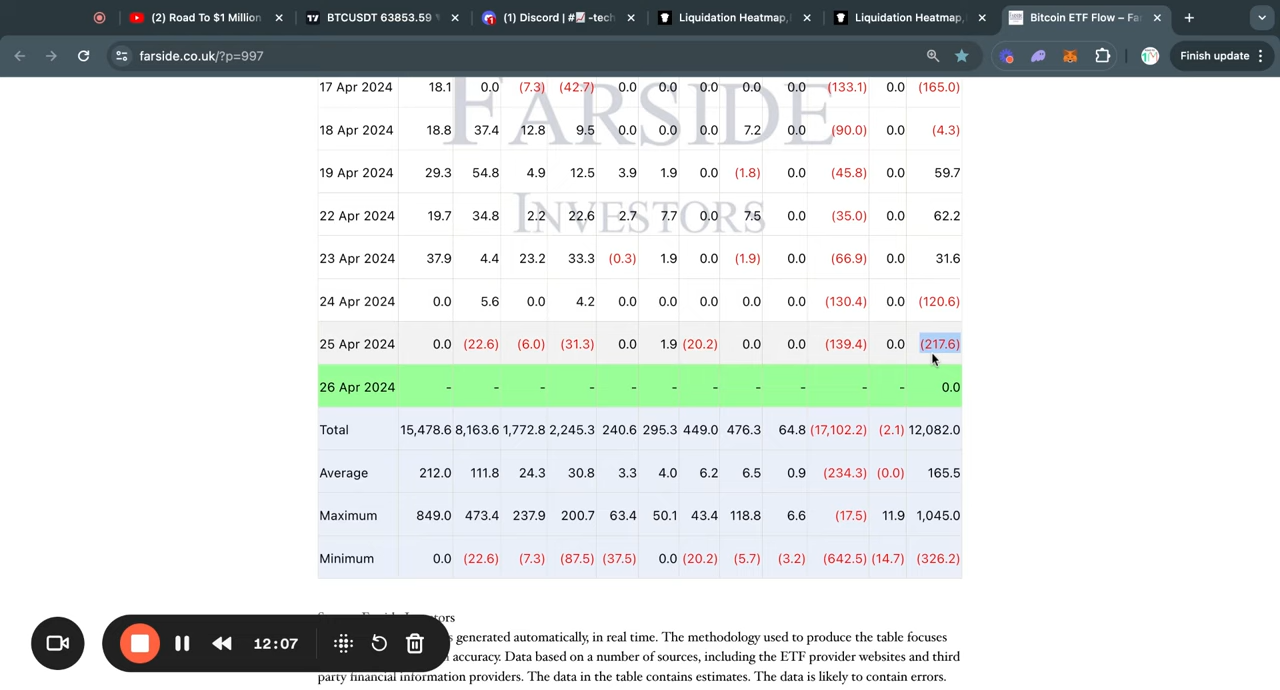 (2) Road To $1 Million × BTCUSDT 63853.59 × (1) Discord | #📈 -tech × Liquidation Heatmap, × Liquidation Heatmap, × Bitcoin ETF Flow – Fa × +
farside.co.uk/?p=997 Finish update
FARSIDE
INVESTORS
17 Apr 2024 18.1 0.0 (7.3) (42.7) 0.0 0.0 0.0 0.0 0.0 (133.1) 0.0 (165.0)
18 Apr 2024 18.8 37.4 12.8 9.5 0.0 0.0 0.0 7.2 0.0 (90.0) 0.0 (4.3)
19 Apr 2024 29.3 54.8 4.9 12.5 3.9 1.9 0.0 (1.8) 0.0 (45.8) 0.0 59.7
22 Apr 2024 19.7 34.8 2.2 22.6 2.7 7.7 0.0 7.5 0.0 (35.0) 0.0 62.2
23 Apr 2024 37.9 4.4 23.2 33.3 (0.3) 1.9 0.0 (1.9) 0.0 (66.9) 0.0 31.6
24 Apr 2024 0.0 5.6 0.0 4.2 0.0 0.0 0.0 0.0 0.0 (130.4) 0.0 (120.6)
25 Apr 2024 0.0 (22.6) (6.0) (31.3) 0.0 1.9 (20.2) 0.0 0.0 (139.4) 0.0 (217.6)
26 Apr 2024 - - - - - - - - - - - 0.0
Total 15,478.6 8,163.6 1,772.8 2,245.3 240.6 295.3 449.0 476.3 64.8 (17,102.2) (2.1) 12,082.0
Average 212.0 111.8 24.3 30.8 3.3 4.0 6.2 6.5 0.9 (234.3) (0.0) 165.5
Maximum 849.0 473.4 237.9 200.7 63.4 50.1 43.4 118.8 6.6 (17.5) 11.9 1,045.0
Minimum 0.0 (22.6) (7.3) (87.5) (37.5) 0.0 (20.2) (5.7) (3.2) (642.5) (14.7) (326.2)
12:07
generated automatically, in real time. The methodology used to produce the table focuses
accuracy. Data based on a number of sources, including the ETF provider websites and third
party financial information providers. The data in the table contains estimates. The data is likely to contain errors.